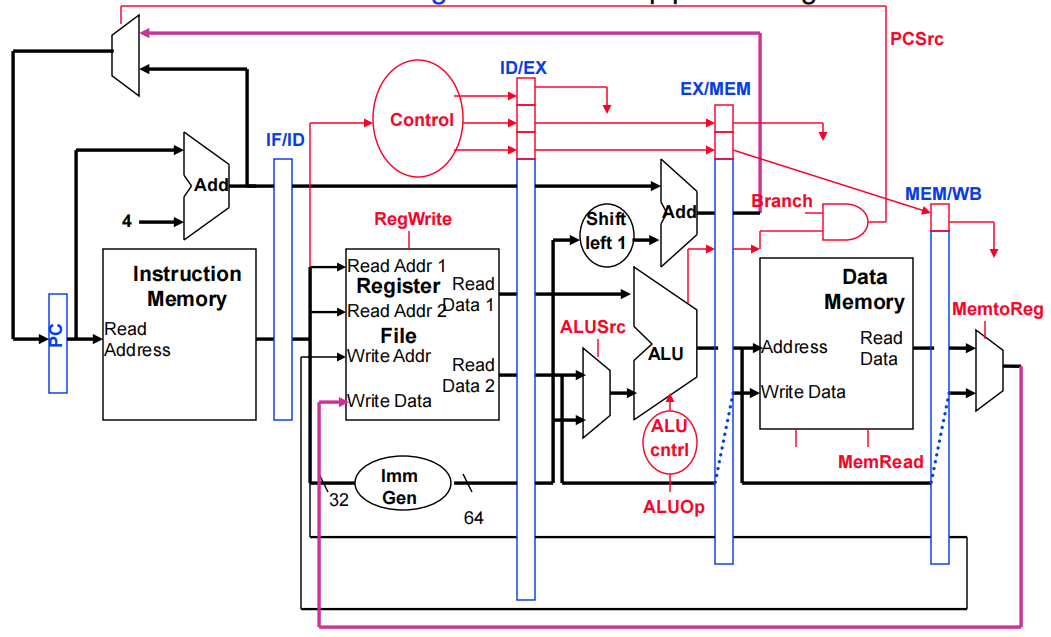 PCSrc
ID/EX
EX/MEM
Control
IF/ID
Add
MEM/WB
Branch
4
RegWrite
Shift
left 1
Add
Instruction
Memory
Read Addr 1
Register
Read
Data 1
Read Addr 2
File
Write Addr
Read
Data 2
Write Data
Data
Memory
MemtoReg
PC
Read
Address
ALUSrc
ALU
Address
Read
Data
Write Data
ALU
cntrl
MemRead
Imm
Gen
32
64
ALUOp